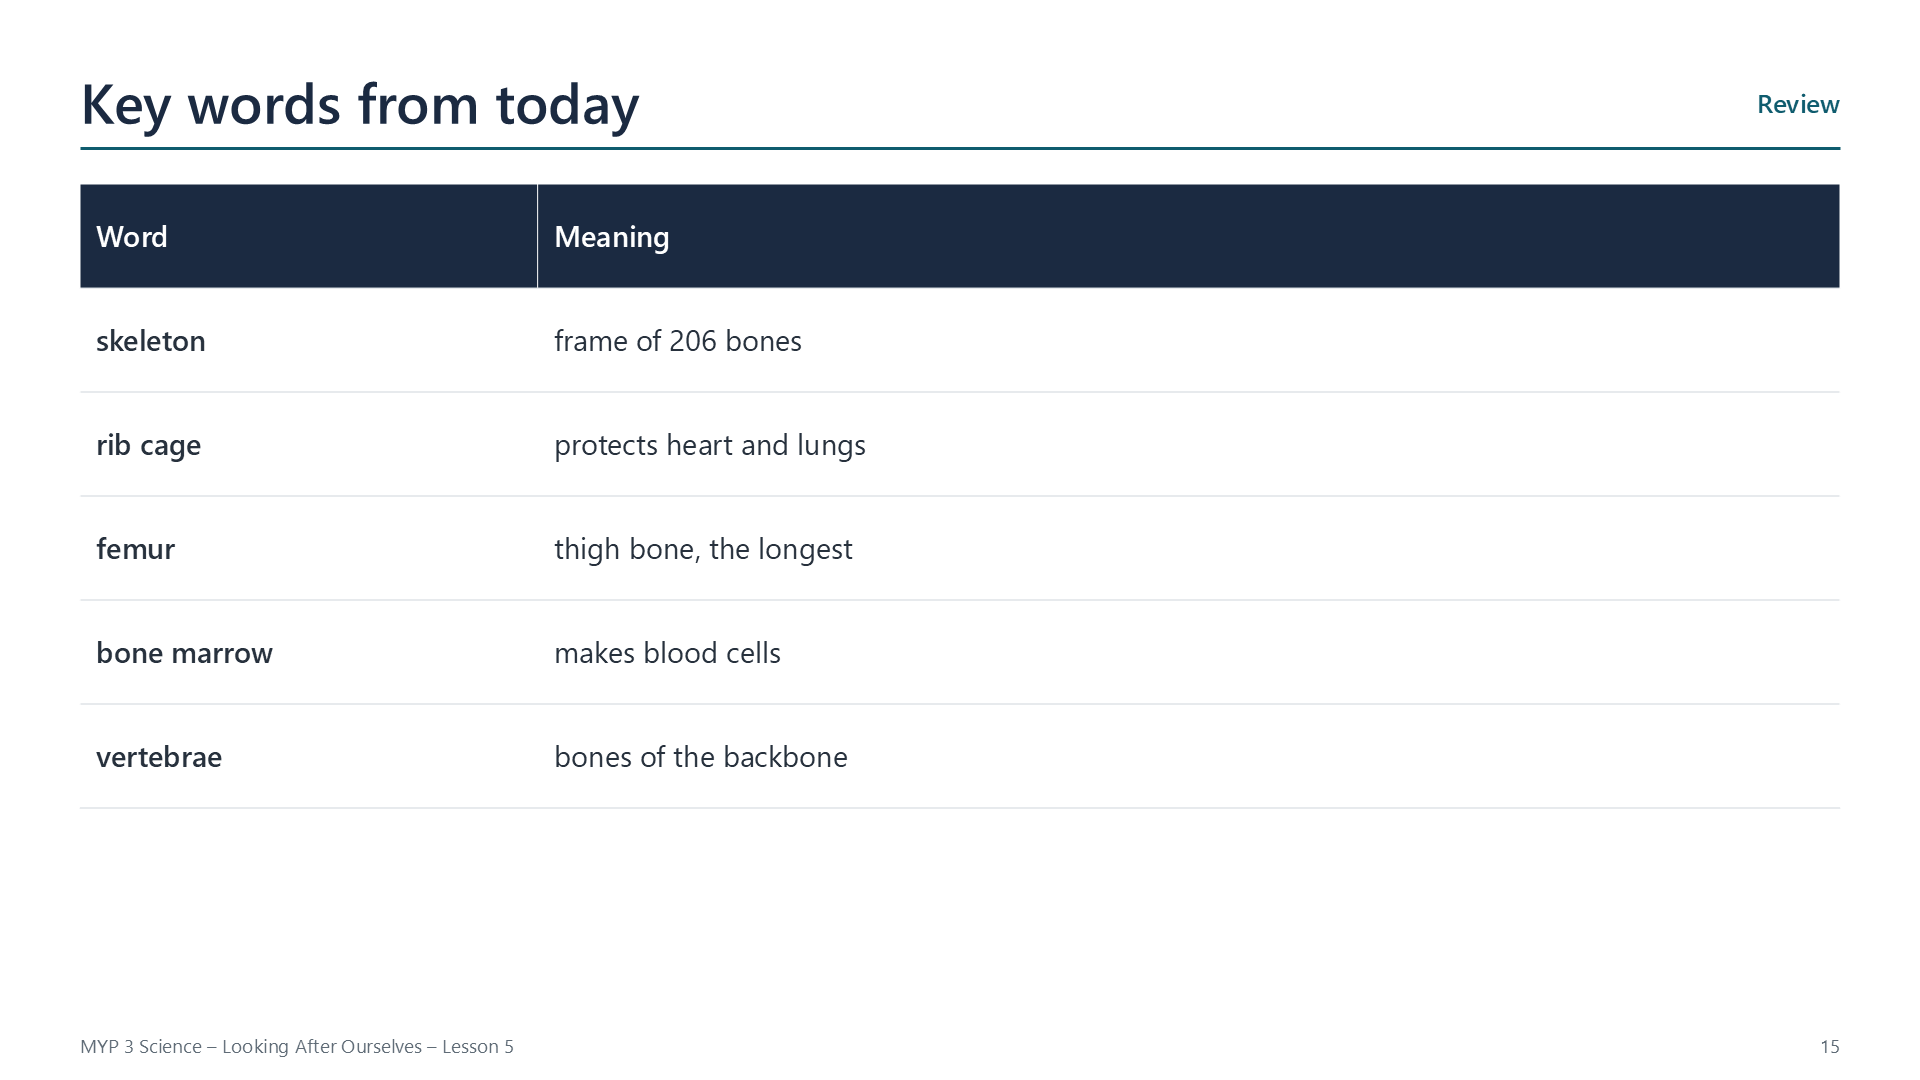 Key words from today
Review
Word Meaning
skeleton frame of 206 bones
rib cage protects heart and lungs
femur thigh bone, the longest
bone marrow makes blood cells
vertebrae bones of the backbone
MYP 3 Science – Looking After Ourselves – Lesson 5
15